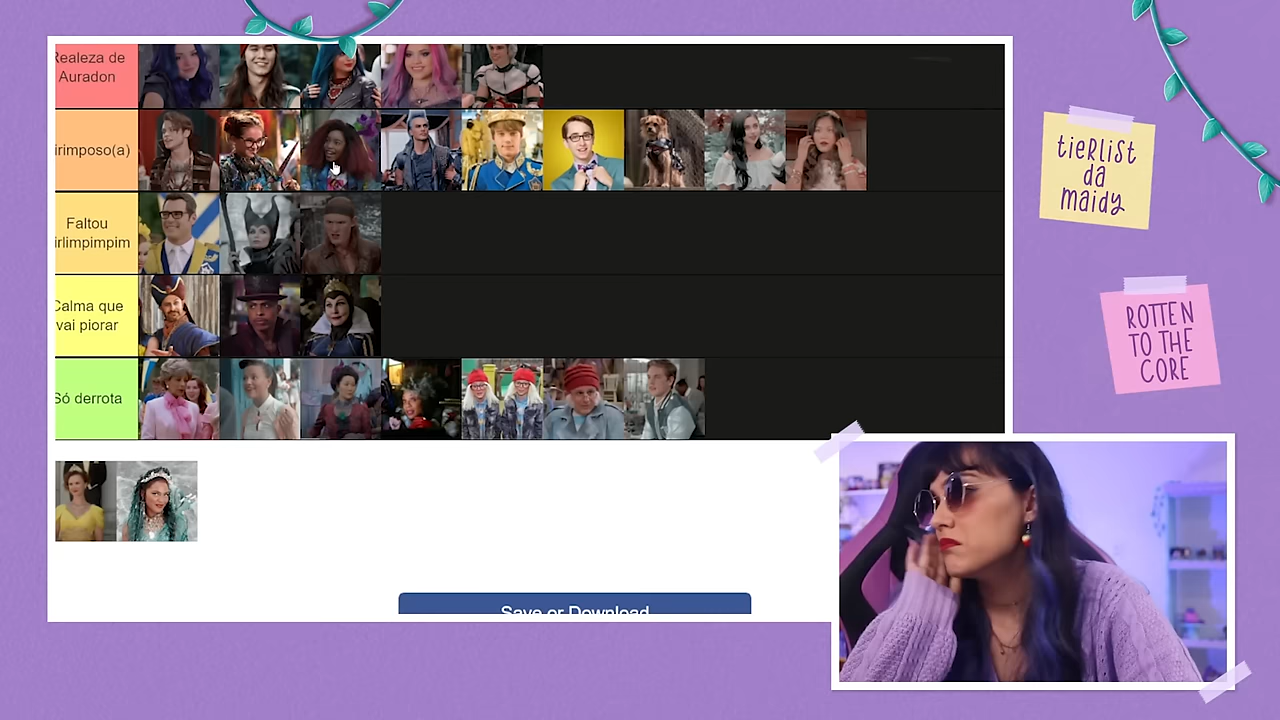 Realeza de
Auradon
irimposo(a)
Faltou
irlimpimpim
Calma que
vai piorar
Só derrota
Save or Download
tierlist
da
maidy
ROTTEN
TO THE
CORE